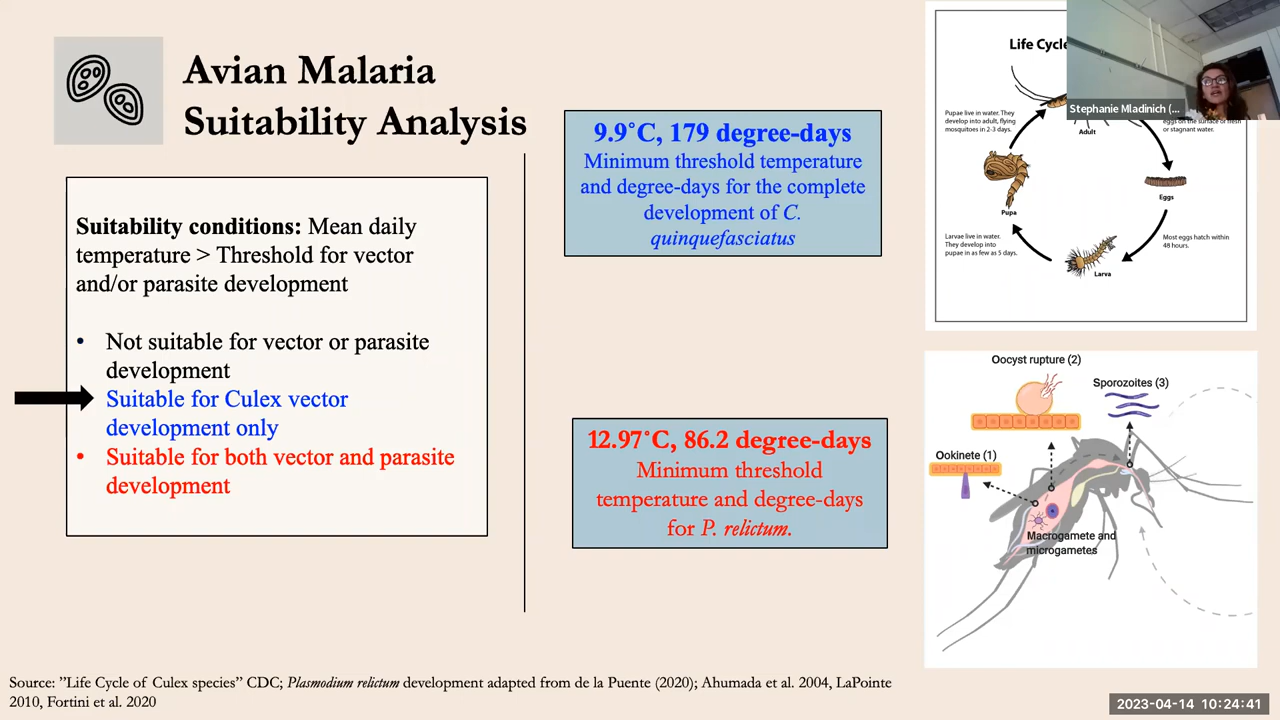 Avian Malaria
Suitability Analysis
Suitability conditions: Mean daily
temperature > Threshold for vector
and/or parasite development
• Not suitable for vector or parasite
development
• Suitable for Culex vector
development only
• Suitable for both vector and parasite
development
9.9˚C, 179 degree-days
Minimum threshold temperature
and degree-days for the complete
development of C.
quinquefasciatus
12.97˚C, 86.2 degree-days
Minimum threshold
temperature and degree-days
for P. relictum.
Life Cycle
Stephanie Mladinich (...
Pupae live in water. They
develop into adult, flying
mosquitoes in 2-3 days.
Adult
eggs on the surface of fresh
or stagnant water.
Pupa
Eggs
Larvae live in water.
They develop into
pupae in as few as 5 days.
Most eggs hatch within
48 hours.
Larva
Oocyst rupture (2)
Sporozoites (3)
Ookinete (1)
Macrogamete and
microgametes
Source: ”Life Cycle of Culex species” CDC; Plasmodium relictum development adapted from de la Puente (2020); Ahumada et al. 2004, LaPointe
2010, Fortini et al. 2020
2023-04-14 10:24:41